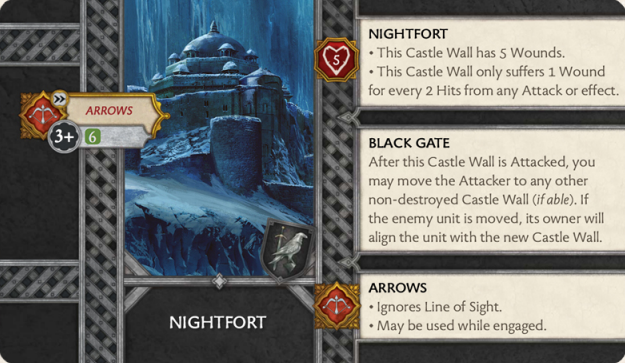 ARROWS
3+ 6
NIGHTFORT
5
NIGHTFORT
• This Castle Wall has 5 Wounds.
• This Castle Wall only suffers 1 Wound
for every 2 Hits from any Attack or effect.
BLACK GATE
After this Castle Wall is Attacked, you
may move the Attacker to any other
non-destroyed Castle Wall (if able). If
the enemy unit is moved, its owner will
align the unit with the new Castle Wall.
ARROWS
• Ignores Line of Sight.
• May be used while engaged.